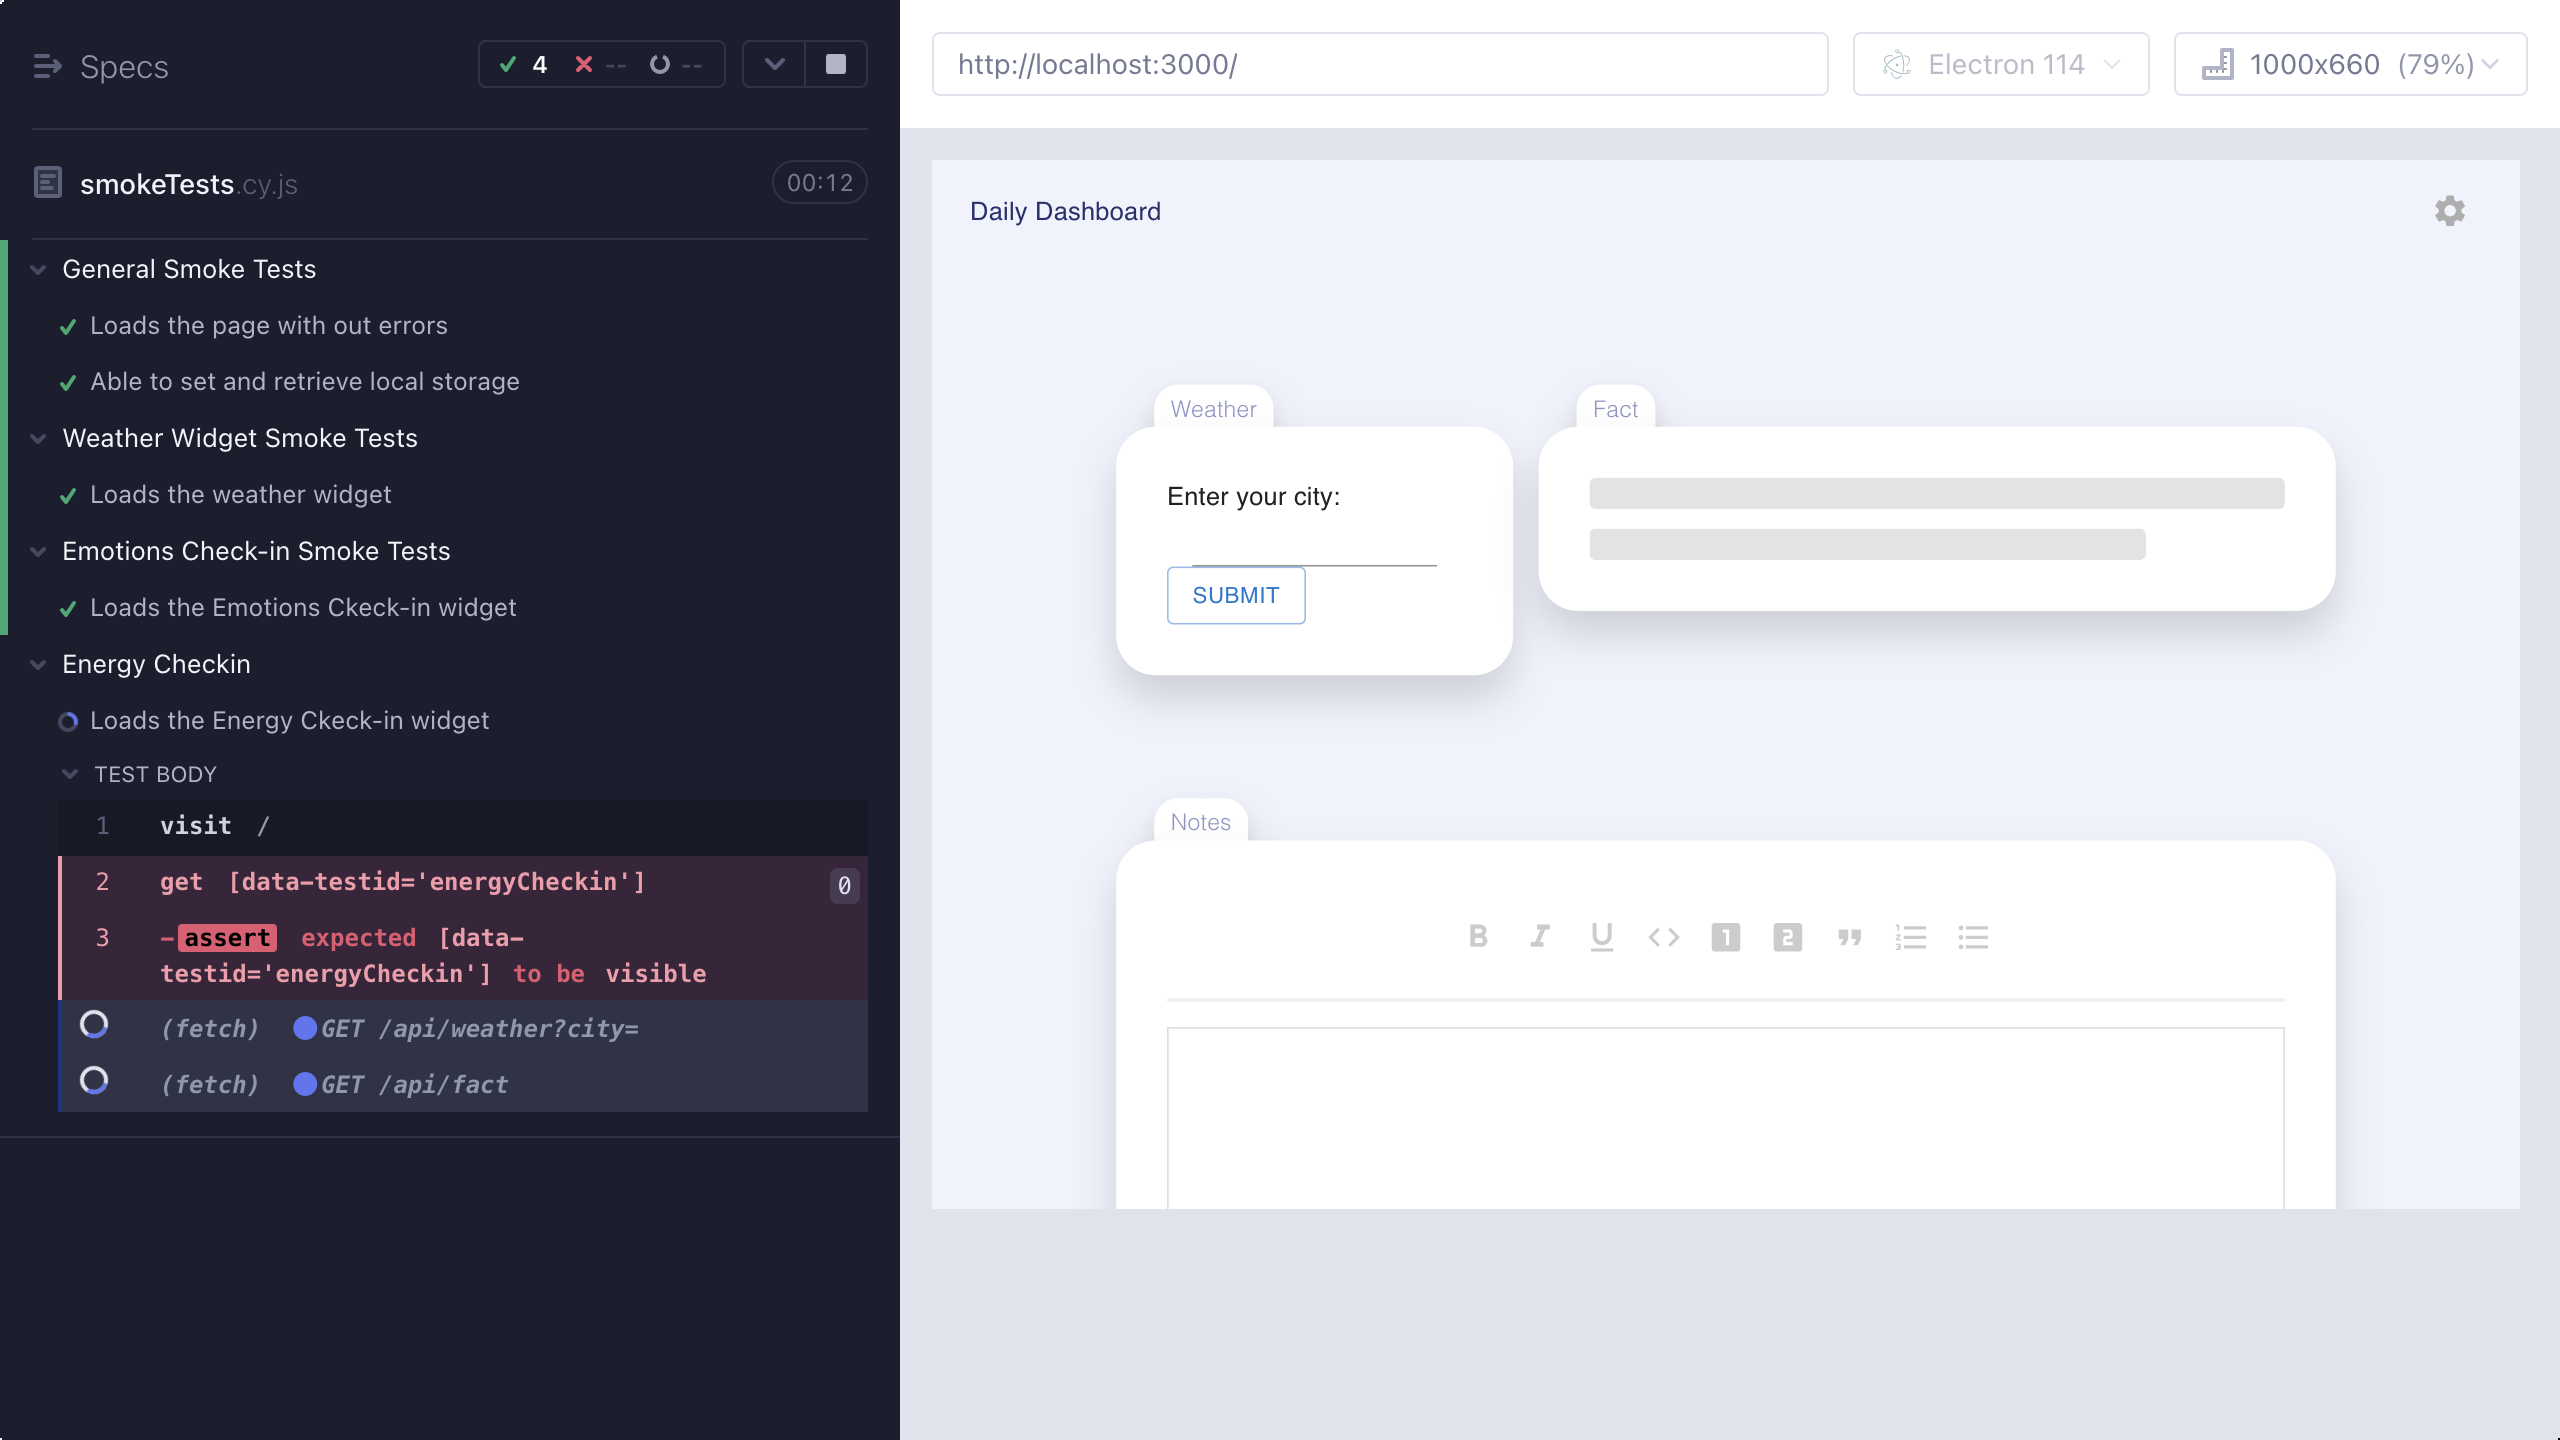 Specs
4 -- --
smokeTests.cy.js
00:12
General Smoke Tests
Loads the page with out errors
Able to set and retrieve local storage
Weather Widget Smoke Tests
Loads the weather widget
Emotions Check-in Smoke Tests
Loads the Emotions Ckeck-in widget
Energy Checkin
Loads the Energy Ckeck-in widget
TEST BODY
1 visit /
2 get [data-testid='energyCheckin'] 0
3 -assert expected [data-
testid='energyCheckin'] to be visible
(fetch) GET /api/weather?city=
(fetch) GET /api/fact
http://localhost:3000/
Electron 114
1000x660 (79%)
Daily Dashboard
Weather
Enter your city:
SUBMIT
Fact
Notes
B I U <> 1 2 ”